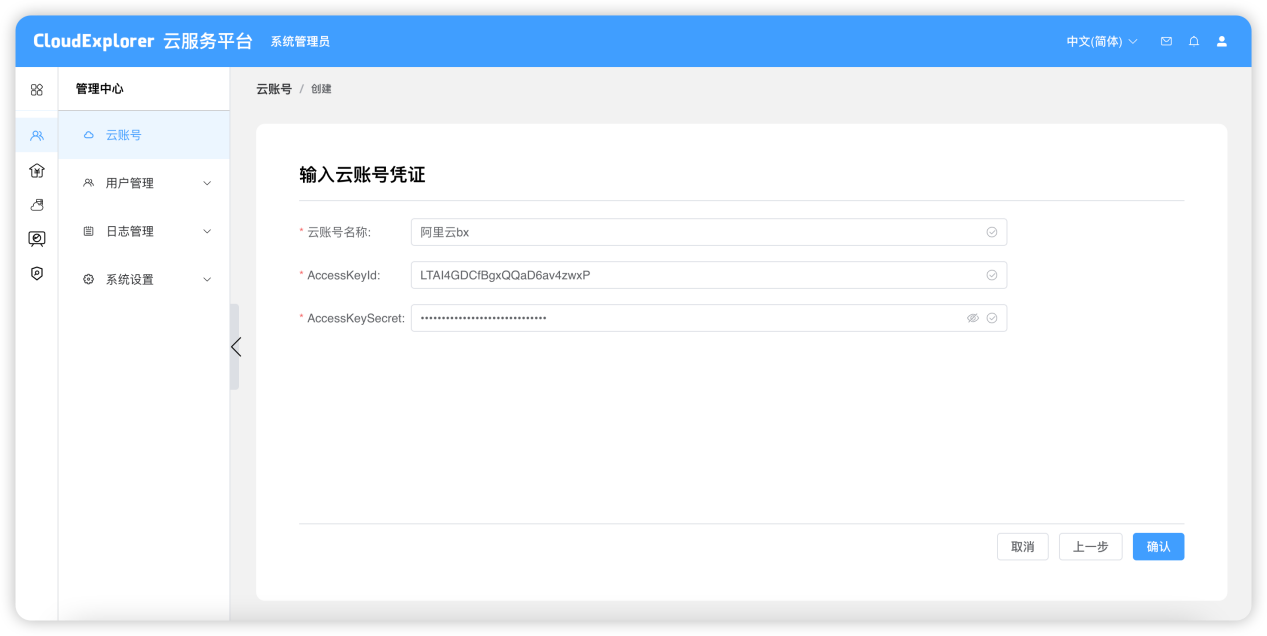 CloudExplorer 云服务平台 系统管理员 中文(简体)
管理中心
云账号
用户管理
日志管理
系统设置
云账号 / 创建
输入云账号凭证
* 云账号名称: 阿里云bx
* AccessKeyId: LTAI4GDCfBgxQQaD6av4zwxP
* AccessKeySecret: ••••••••••••••••••••••••••••••
取消 上一步 确认